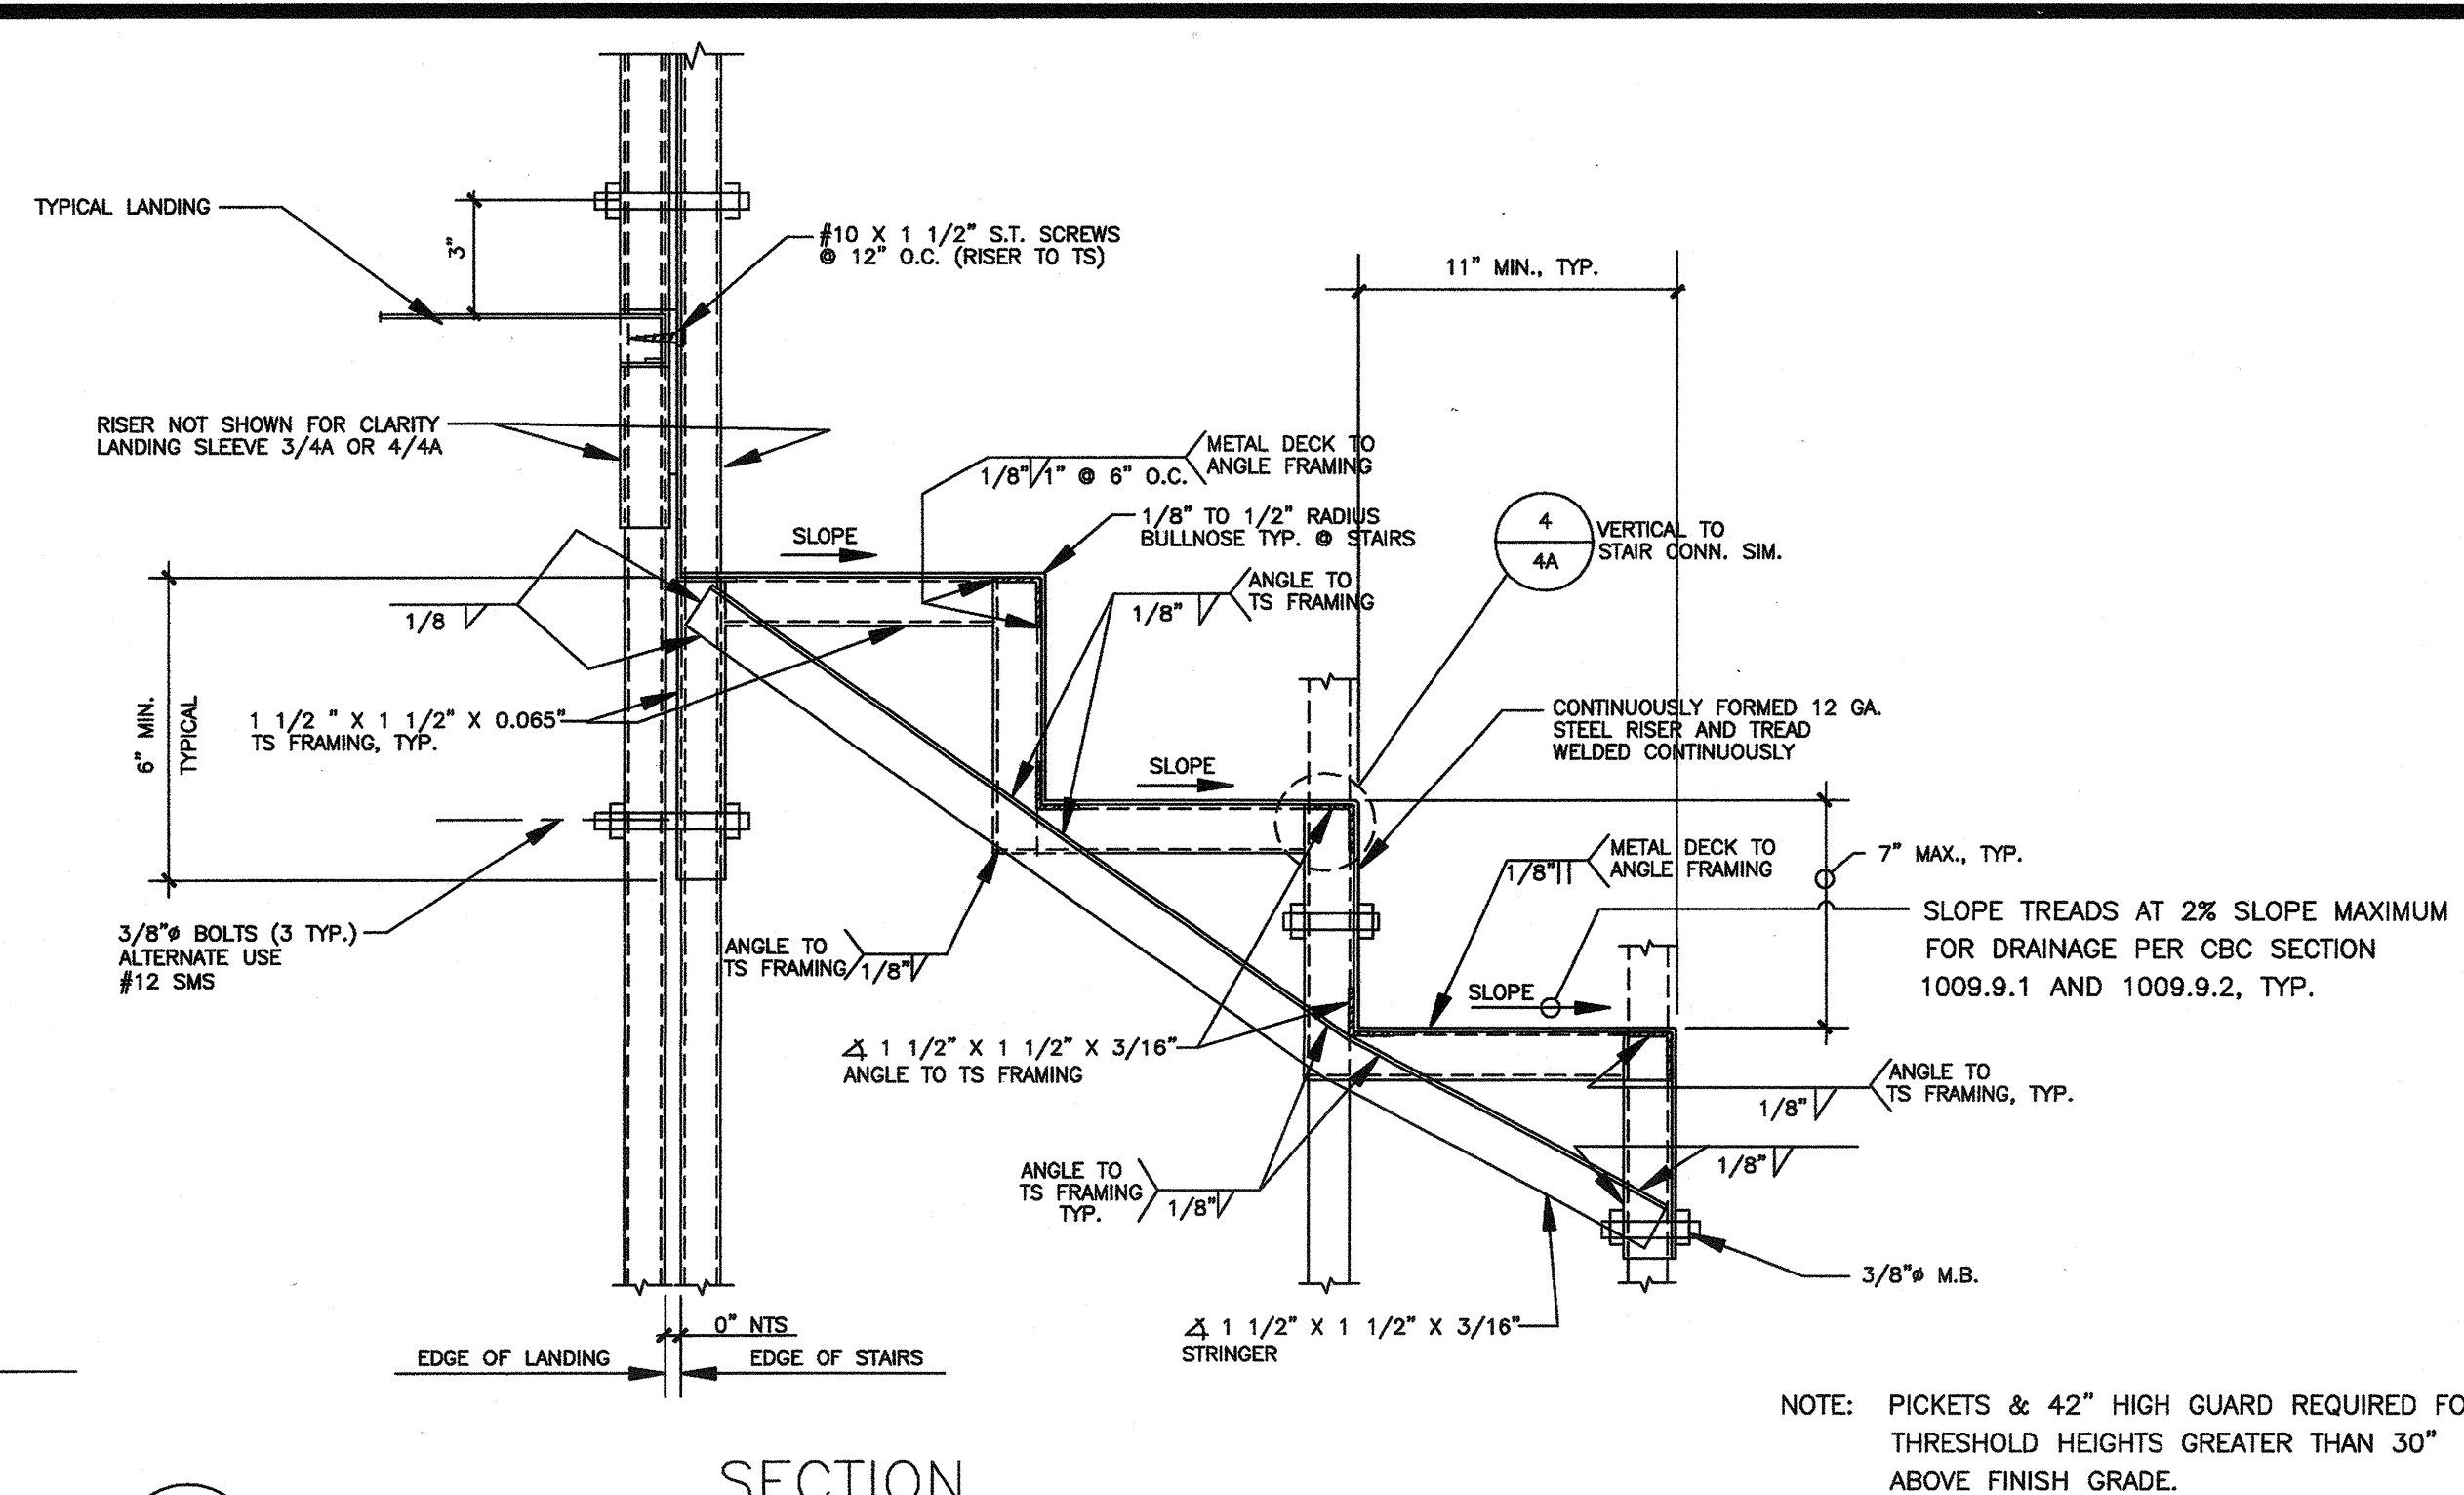 TYPICAL LANDING
3"
#10 X 1 1/2" S.T. SCREWS
@ 12" O.C. (RISER TO TS)
11" MIN., TYP.
RISER NOT SHOWN FOR CLARITY
LANDING SLEEVE 3/4A OR 4/4A
METAL DECK TO
ANGLE FRAMING
1/8" 1" @ 6" O.C.
1/8" TO 1/2" RADIUS
BULLNOSE TYP. @ STAIRS
SLOPE
4
4A
VERTICAL TO
STAIR CONN. SIM.
ANGLE TO
TS FRAMING
1/8"
1/8
6" MIN.
TYPICAL
1 1/2 " X 1 1/2" X 0.065"
TS FRAMING, TYP.
CONTINUOUSLY FORMED 12 GA.
STEEL RISER AND TREAD
WELDED CONTINUOUSLY
SLOPE
METAL DECK TO
ANGLE FRAMING
1/8"
7" MAX., TYP.
SLOPE TREADS AT 2% SLOPE MAXIMUM
FOR DRAINAGE PER CBC SECTION
1009.9.1 AND 1009.9.2, TYP.
3/8"ø BOLTS (3 TYP.)
ALTERNATE USE
#12 SMS
ANGLE TO
TS FRAMING
1/8"
SLOPE
∡ 1 1/2" X 1 1/2" X 3/16"
ANGLE TO TS FRAMING
ANGLE TO
TS FRAMING, TYP.
1/8"
1/8"
ANGLE TO
TS FRAMING
TYP.
1/8"
3/8"ø M.B.
∡ 1 1/2" X 1 1/2" X 3/16"
STRINGER
0" NTS
EDGE OF LANDING
EDGE OF STAIRS
NOTE: PICKETS & 42" HIGH GUARD REQUIRED FO
THRESHOLD HEIGHTS GREATER THAN 30"
ABOVE FINISH GRADE.
SECTION